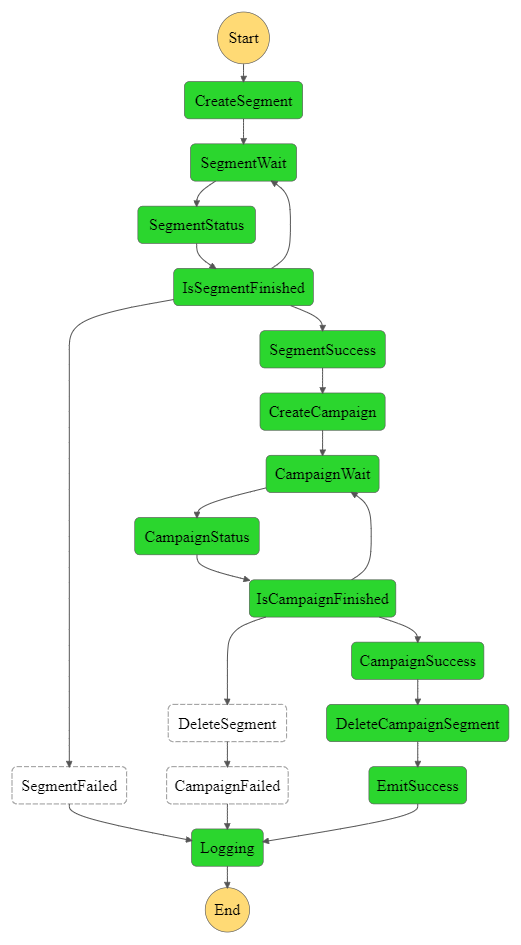 Start
CreateSegment
SegmentWait
SegmentStatus
IsSegmentFinished
SegmentSuccess
CreateCampaign
CampaignWait
CampaignStatus
IsCampaignFinished
CampaignSuccess
DeleteSegment
DeleteCampaignSegment
SegmentFailed
CampaignFailed
EmitSuccess
Logging
End